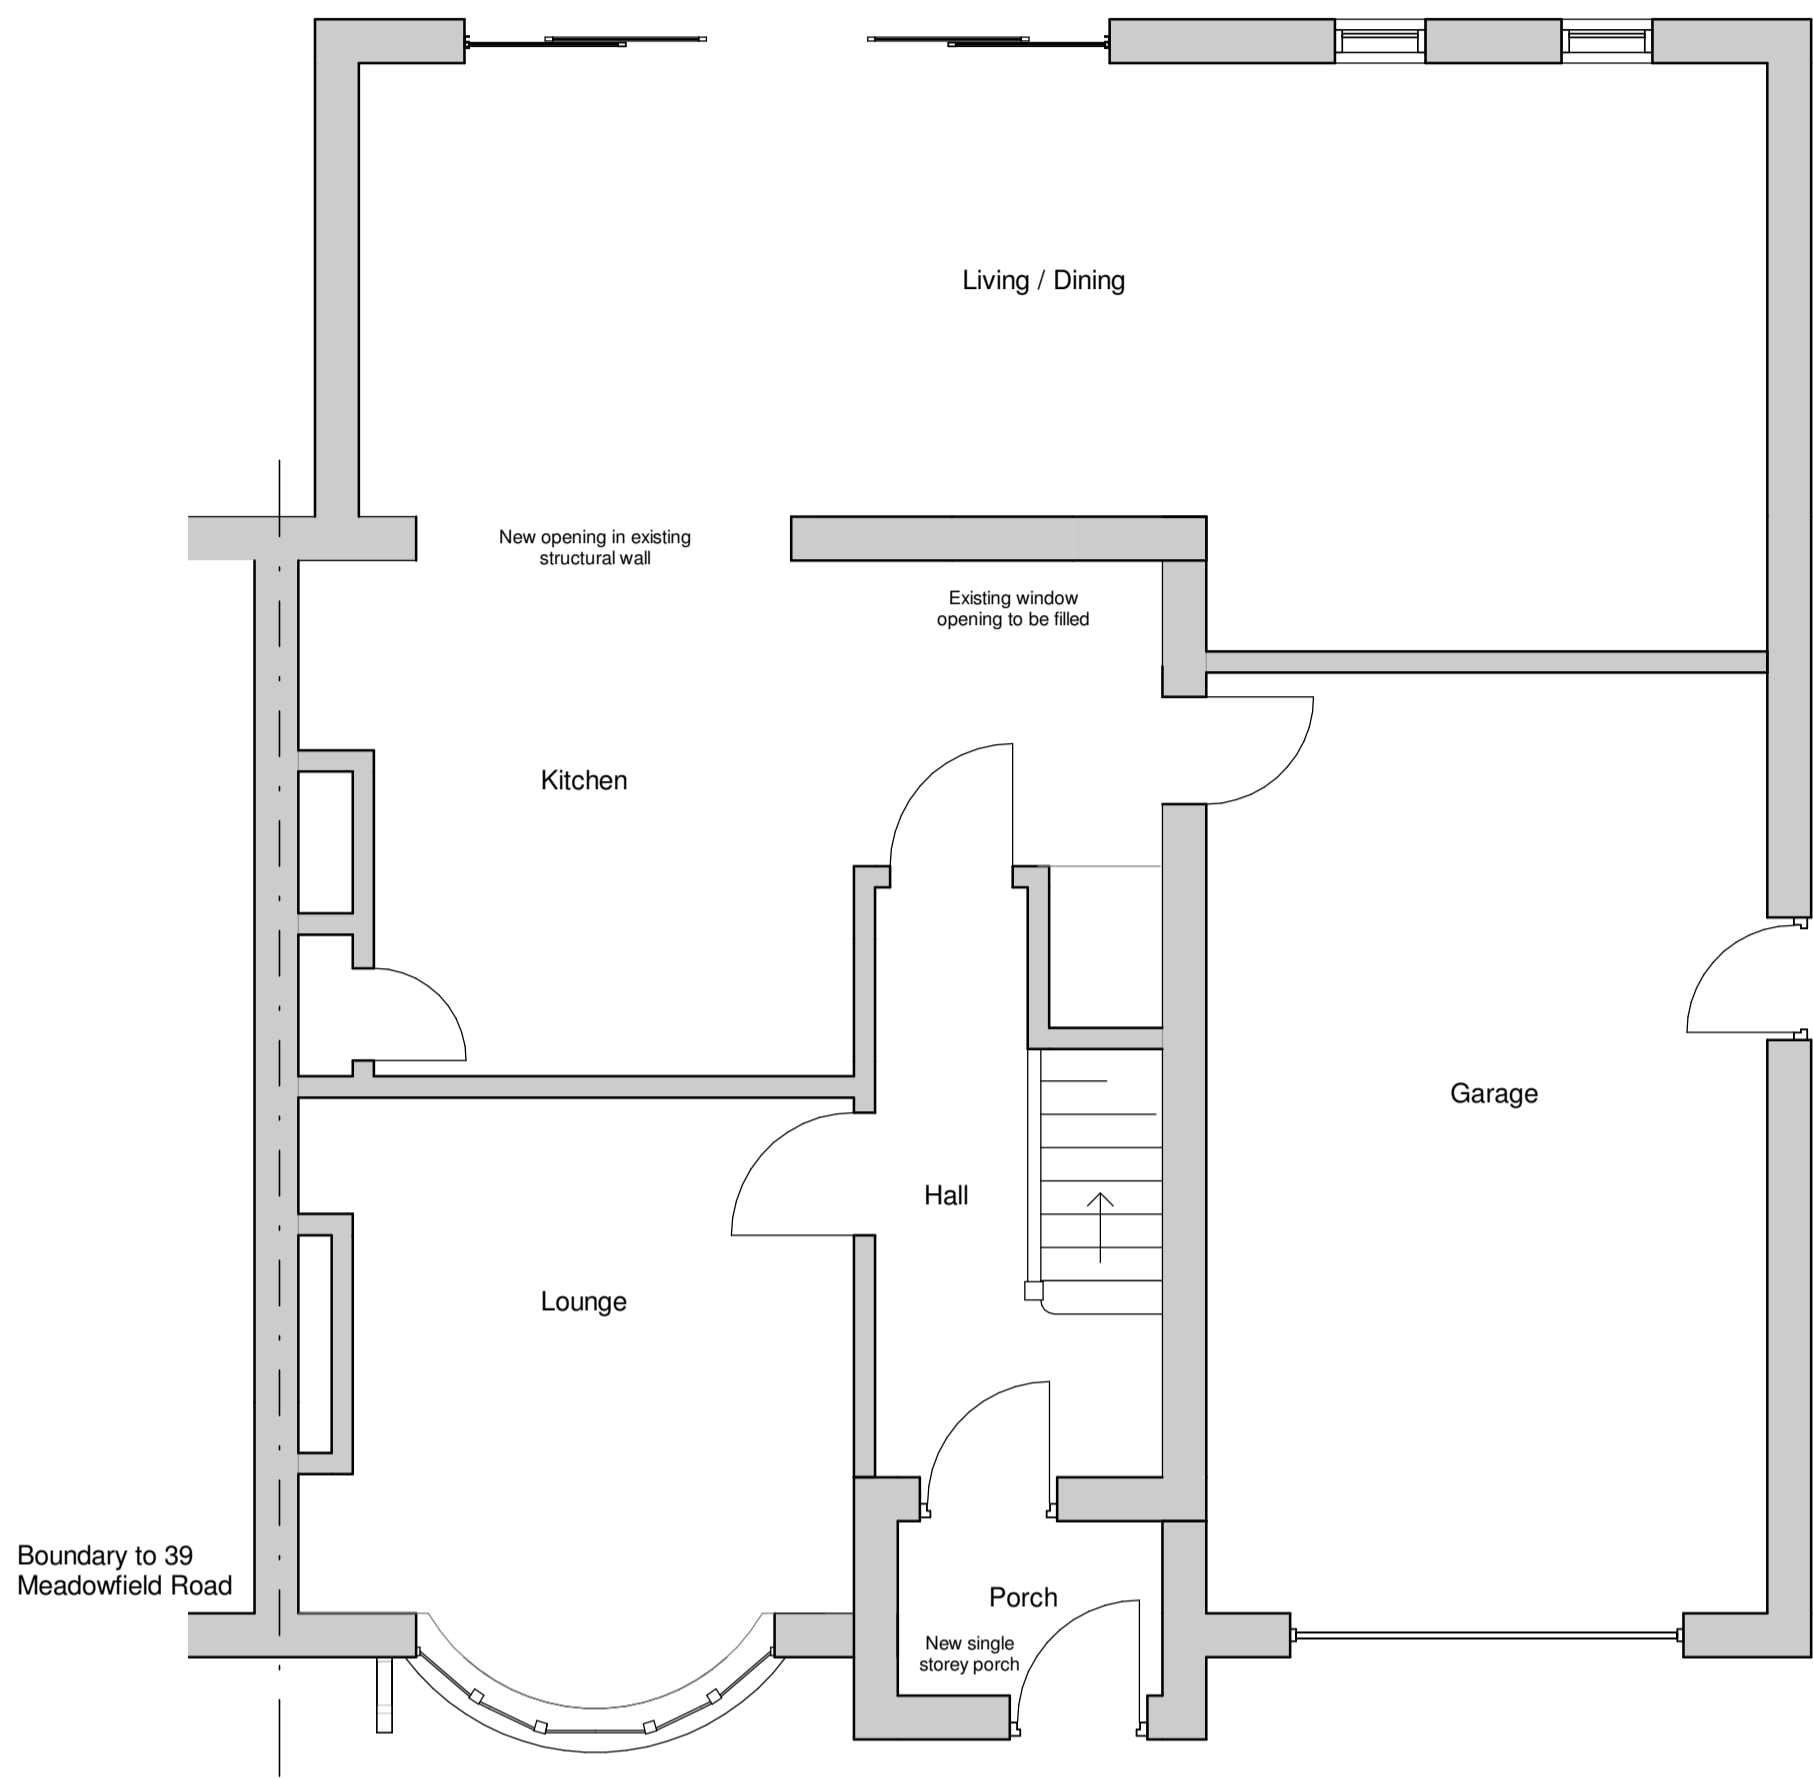 Living / Dining
New opening in existing
structural wall
Existing window
opening to be filled
Kitchen
Garage
Hall
Lounge
Boundary to 39
Meadowfield Road
Porch
New single
storey porch